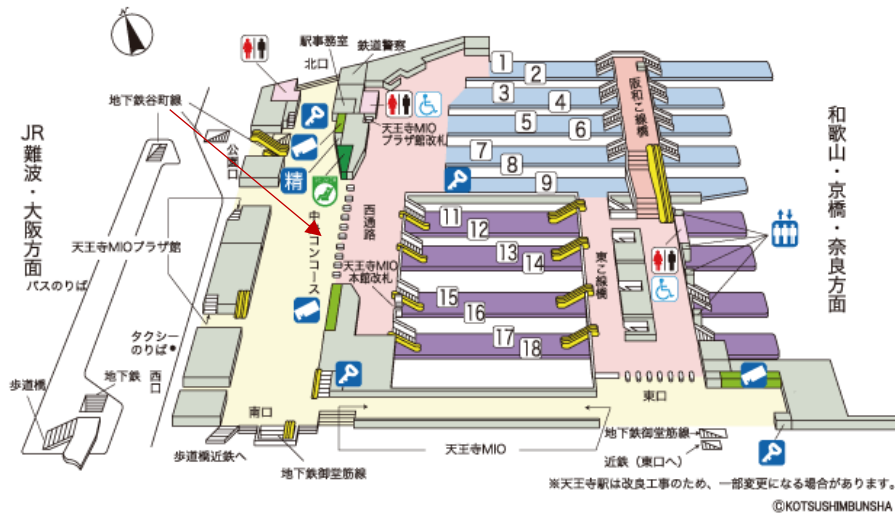 駅事務室
鉄道警察
北口
地下鉄谷町線
JR難波・大阪方面
公園口
精
天王寺MIO
プラザ館改札
1
2
3
4
5
6
7
8
9
阪和こ線橋
和歌山・京橋・奈良方面
西通路
中コンコース
天王寺MIOプラザ館
バスのりば
天王寺MIO
本館改札
11
12
13
14
15
16
17
18
東こ線橋
タクシー
のりば
歩道橋
地下鉄
西口
南口
東口
歩道橋近鉄へ
地下鉄御堂筋線
天王寺MIO
地下鉄御堂筋線
近鉄(東口へ)
※天王寺駅は改良工事のため、一部変更になる場合があります。
©KOTSUSHIMBUNSHA